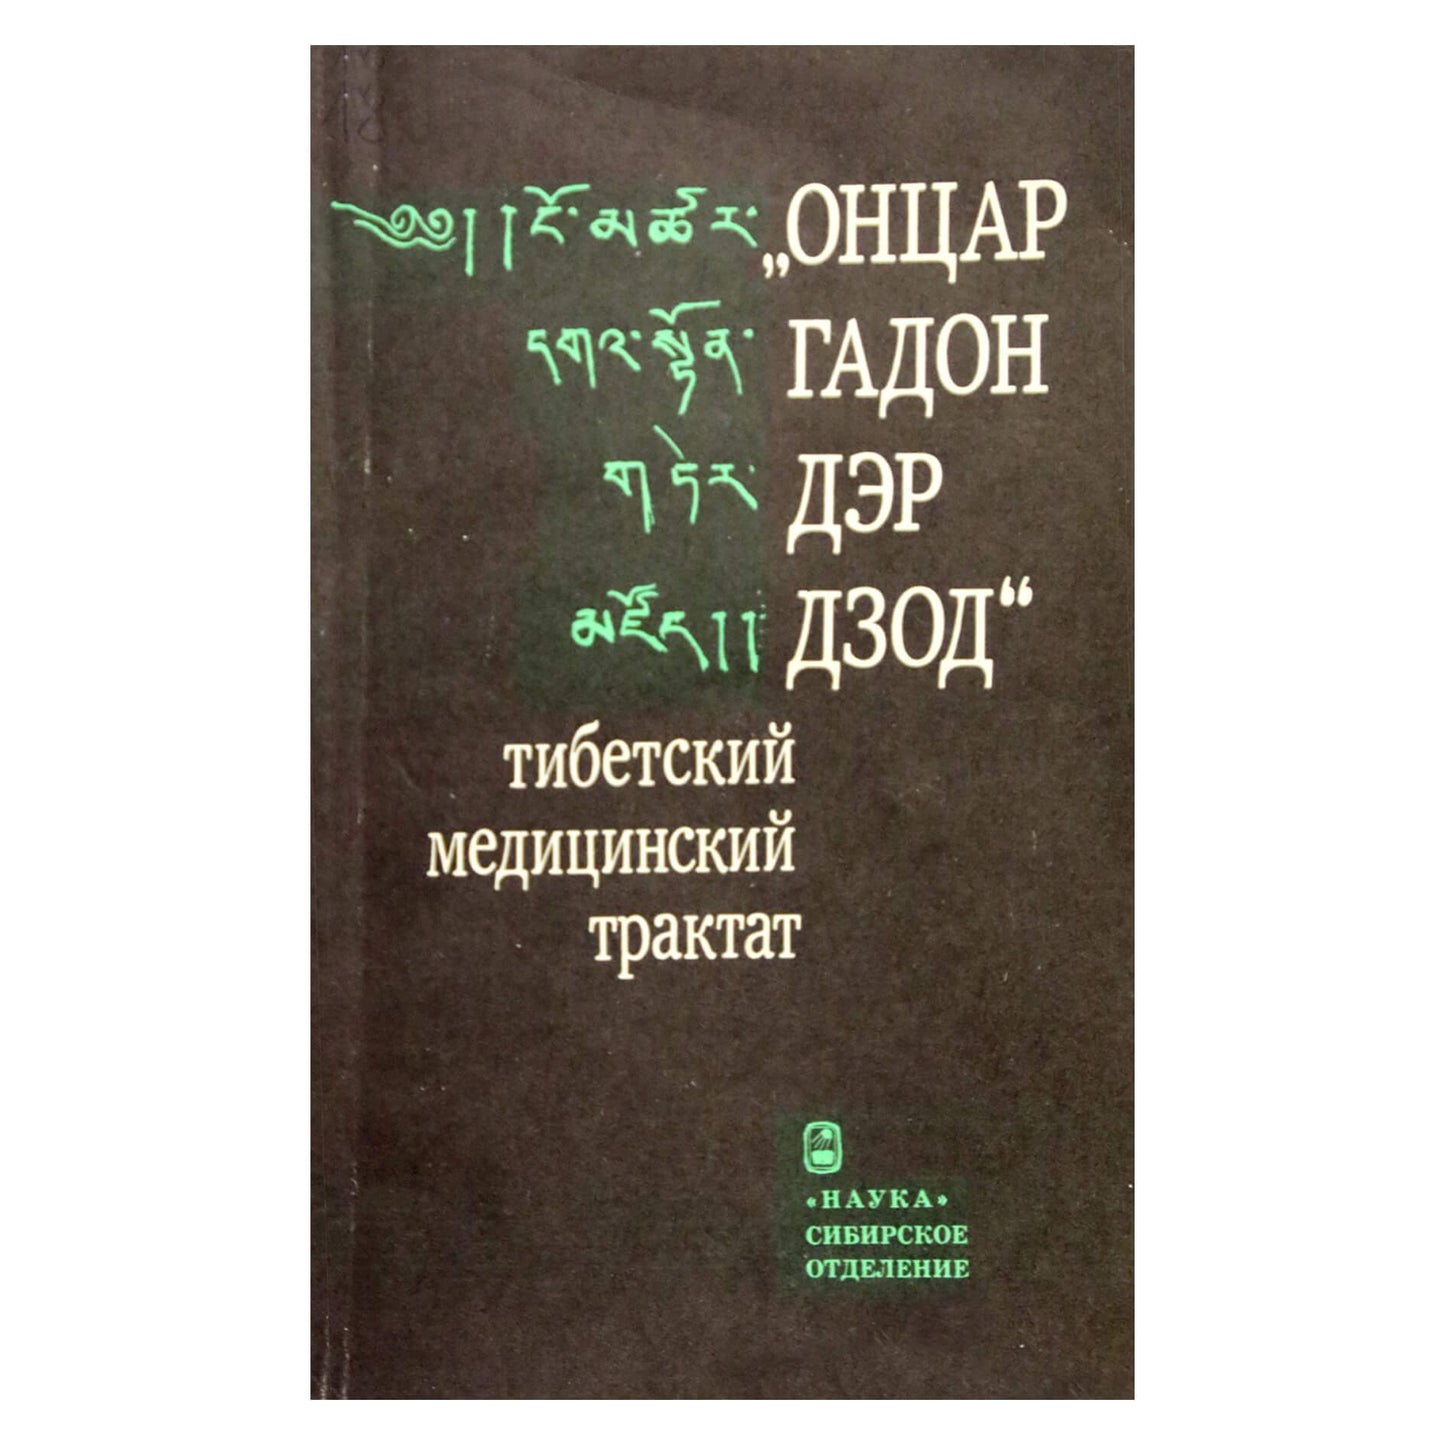 ༄༅།།ངོ་མཚར་ „ОНЦАР
དགའ་སྟོན་ ГАДОН
གཏེར་ ДЭР
མཛོད།། ДЗОД“
тибетский
медицинский
трактат
«НАУКА»
СИБИРСКОЕ
ОТДЕЛЕНИЕ